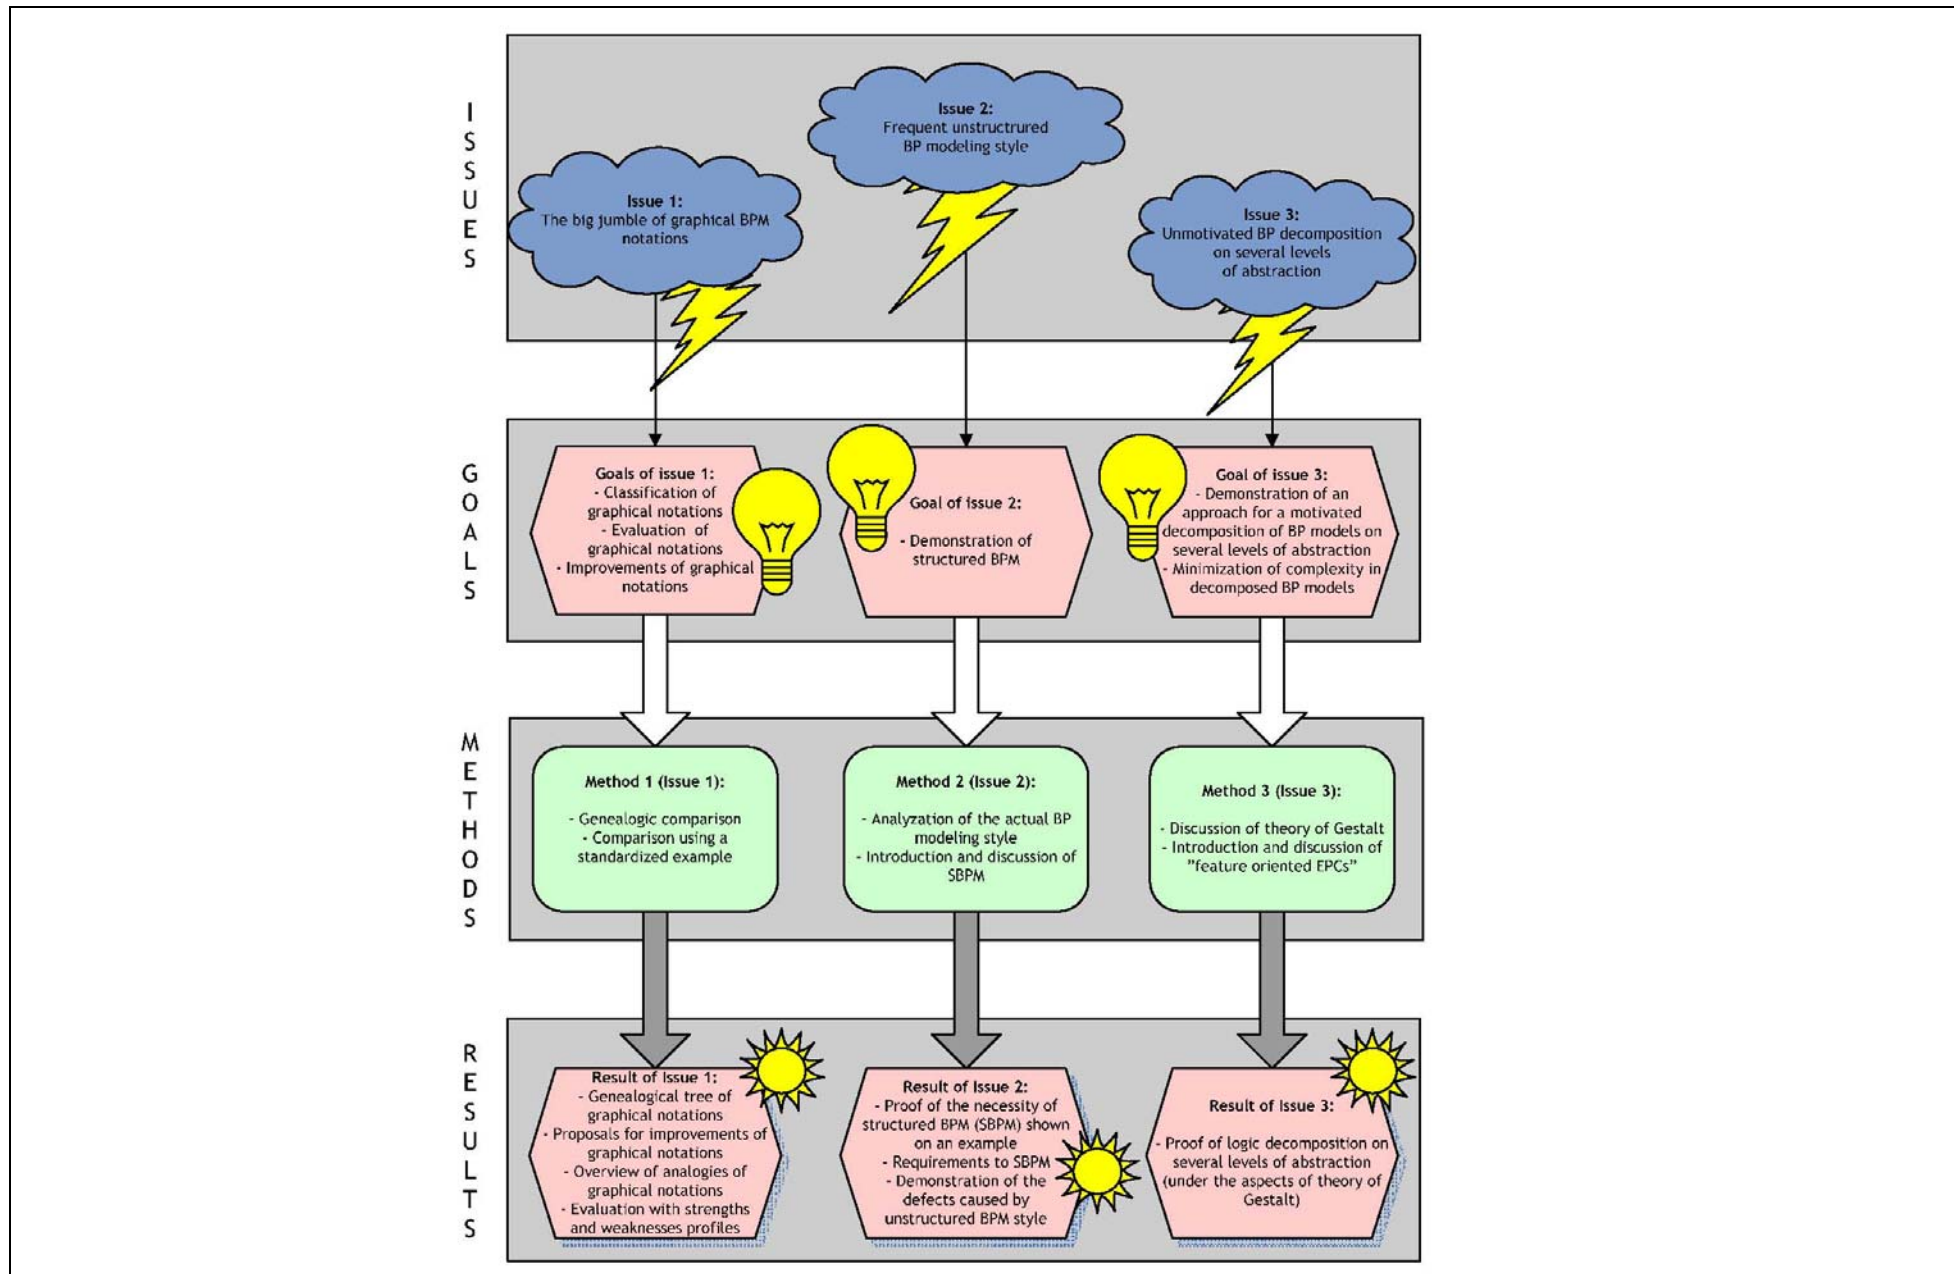 ISSUES
Issue 1:
The big jumble of graphical BPM
notations
Issue 2:
Frequent unstructrured
BP modeling style
Issue 3:
Unmotivated BP decomposition
on several levels
of abstraction
GOALS
Goals of issue 1:
- Classification of
graphical notations
- Evaluation of
graphical notations
- Improvements of graphical
notations
Goal of issue 2:
- Demonstration of
structured BPM
Goal of issue 3:
- Demonstration of an
approach for a motivated
decomposition of BP models on
several levels of abstraction
- Minimization of complexity in
decomposed BP models
METHODS
Method 1 (Issue 1):
- Genealogic comparison
- Comparison using a
standardized example
Method 2 (Issue 2):
- Analyzation of the actual BP
modeling style
- Introduction and discussion of
SBPM
Method 3 (Issue 3):
- Discussion of theory of Gestalt
- Introduction and discussion of
”feature oriented EPCs”
RESULTS
Result of Issue 1:
- Genealogical tree of
graphical notations
- Proposals for improvements of
graphical notations
- Overview of analogies of
graphical notations
- Evaluation with strengths
and weaknesses profiles
Result of Issue 2:
- Proof of the necessity of
structured BPM (SBPM) shown
on an example
- Requirements to SBPM
- Demonstration of the
defects caused by
unstructured BPM style
Result of Issue 3:
- Proof of logic decomposition on
several levels of abstraction
(under the aspects of theory of
Gestalt)